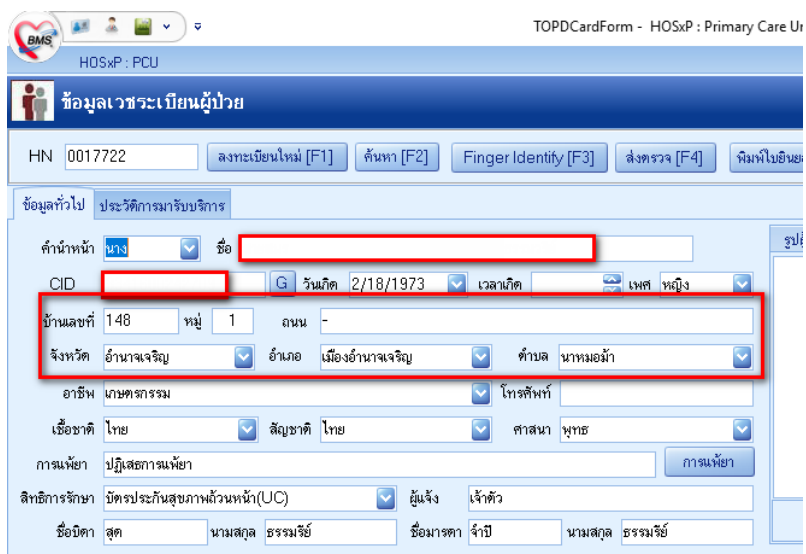 BMS
TOPDCardForm - HOSxP : Primary Care Un
HOSxP : PCU
ข้อมูลเวชระเบียนผู้ป่วย
HN 0017722 ลงทะเบียนใหม่ [F1] ค้นหา [F2] Finger Identify [F3] ส่งตรวจ [F4] พิมพ์ใบยินย
ข้อมูลทั่วไป ประวัติการมารับบริการ
คำนำหน้า นาง ชื่อ
CID G วันเกิด 2/18/1973 เวลาเกิด เพศ หญิง
บ้านเลขที่ 148 หมู่ 1 ถนน -
จังหวัด อำนาจเจริญ อำเภอ เมืองอำนาจเจริญ ตำบล นาหมอม้า
อาชีพ เกษตรกรรม โทรศัพท์
เชื้อชาติ ไทย สัญชาติ ไทย ศาสนา พุทธ
การแพ้ยา ปฏิเสธการแพ้ยา การแพ้ยา
สิทธิการรักษา บัตรประกันสุขภาพถ้วนหน้า(UC) ผู้แจ้ง เจ้าตัว
ชื่อบิดา สุด นามสกุล ธรรมรีย์ ชื่อมารดา จำปี นามสกุล ธรรมรีย์